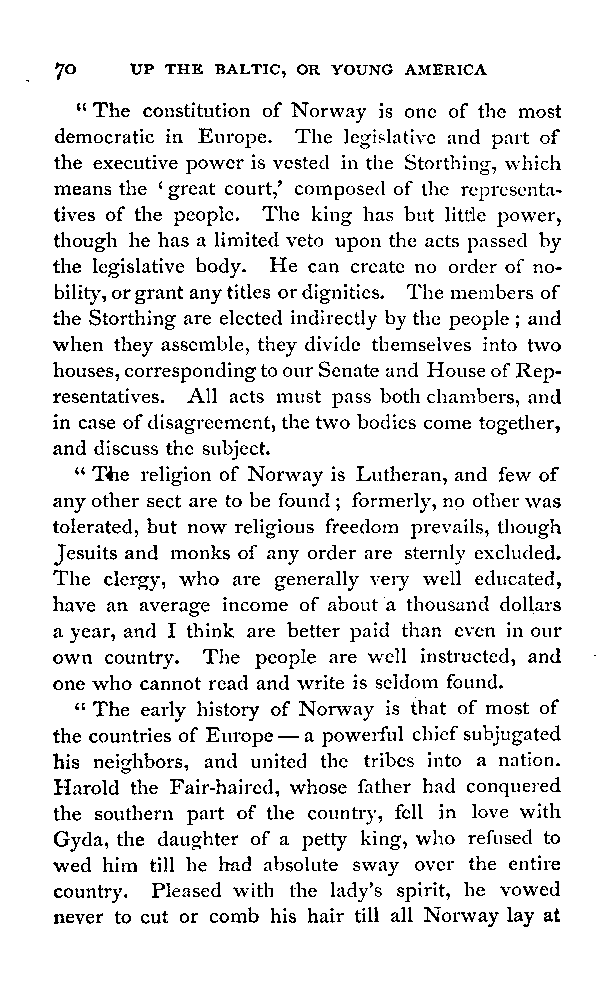 70 UP THE BALTIC, OR YOUNG AMERICA
“ The constitution of Norway is one of the most
democratic in Europe. The legislative and part of
the executive power is vested in the Storthing, which
means the ‘ great court,’ composed of the representa-
tives of the people. The king has but little power,
though he has a limited veto upon the acts passed by
the legislative body. He can create no order of no-
bility, or grant any titles or dignities. The members of
the Storthing are elected indirectly by the people ; and
when they assemble, they divide themselves into two
houses, corresponding to our Senate and House of Rep-
resentatives. All acts must pass both chambers, and
in case of disagreement, the two bodies come together,
and discuss the subject.
“ The religion of Norway is Lutheran, and few of
any other sect are to be found ; formerly, no other was
tolerated, but now religious freedom prevails, though
Jesuits and monks of any order are sternly excluded.
The clergy, who are generally very well educated,
have an average income of about a thousand dollars
a year, and I think are better paid than even in our
own country. The people are well instructed, and
one who cannot read and write is seldom found.
“ The early history of Norway is that of most of
the countries of Europe — a powerful chief subjugated
his neighbors, and united the tribes into a nation.
Harold the Fair-haired, whose father had conquered
the southern part of the country, fell in love with
Gyda, the daughter of a petty king, who refused to
wed him till he had absolute sway over the entire
country. Pleased with the lady’s spirit, he vowed
never to cut or comb his hair till all Norway lay at